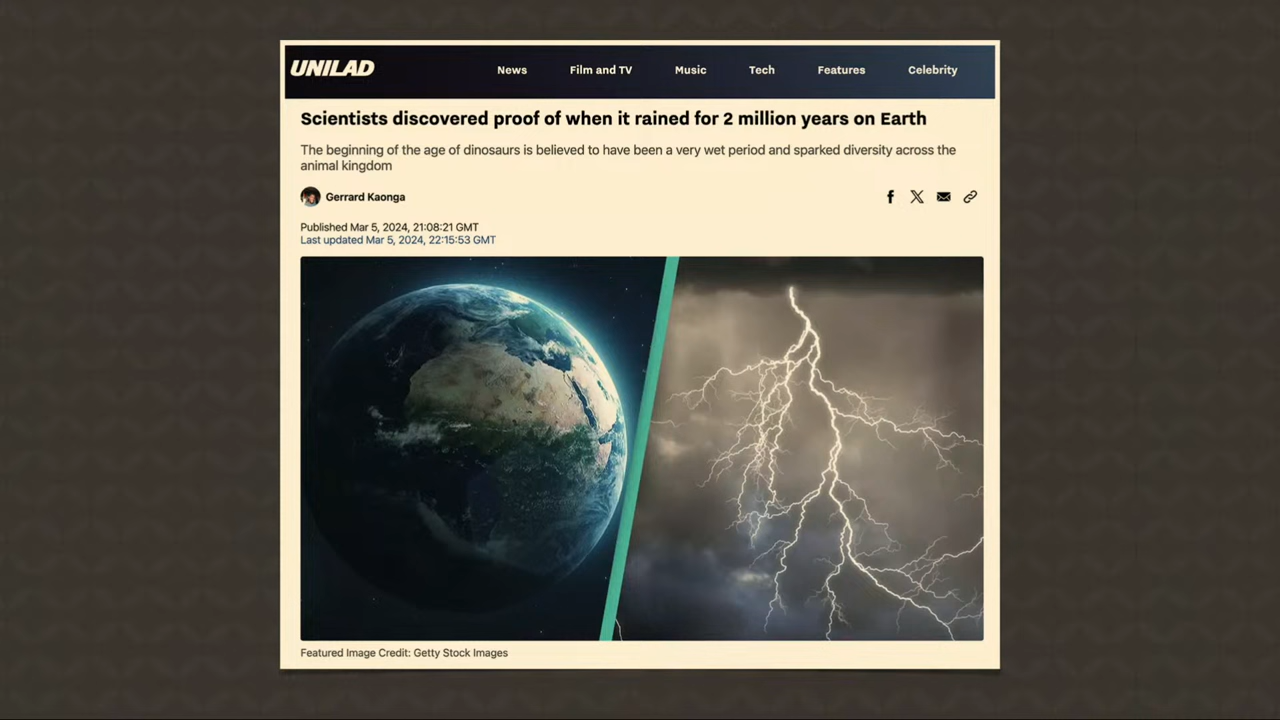 UNILAD
News Film and TV Music Tech Features Celebrity
Scientists discovered proof of when it rained for 2 million years on Earth
The beginning of the age of dinosaurs is believed to have been a very wet period and sparked diversity across the
animal kingdom
Gerrard Kaonga
Published Mar 5, 2024, 21:08:21 GMT
Last updated Mar 5, 2024, 22:15:53 GMT
Featured Image Credit: Getty Stock Images